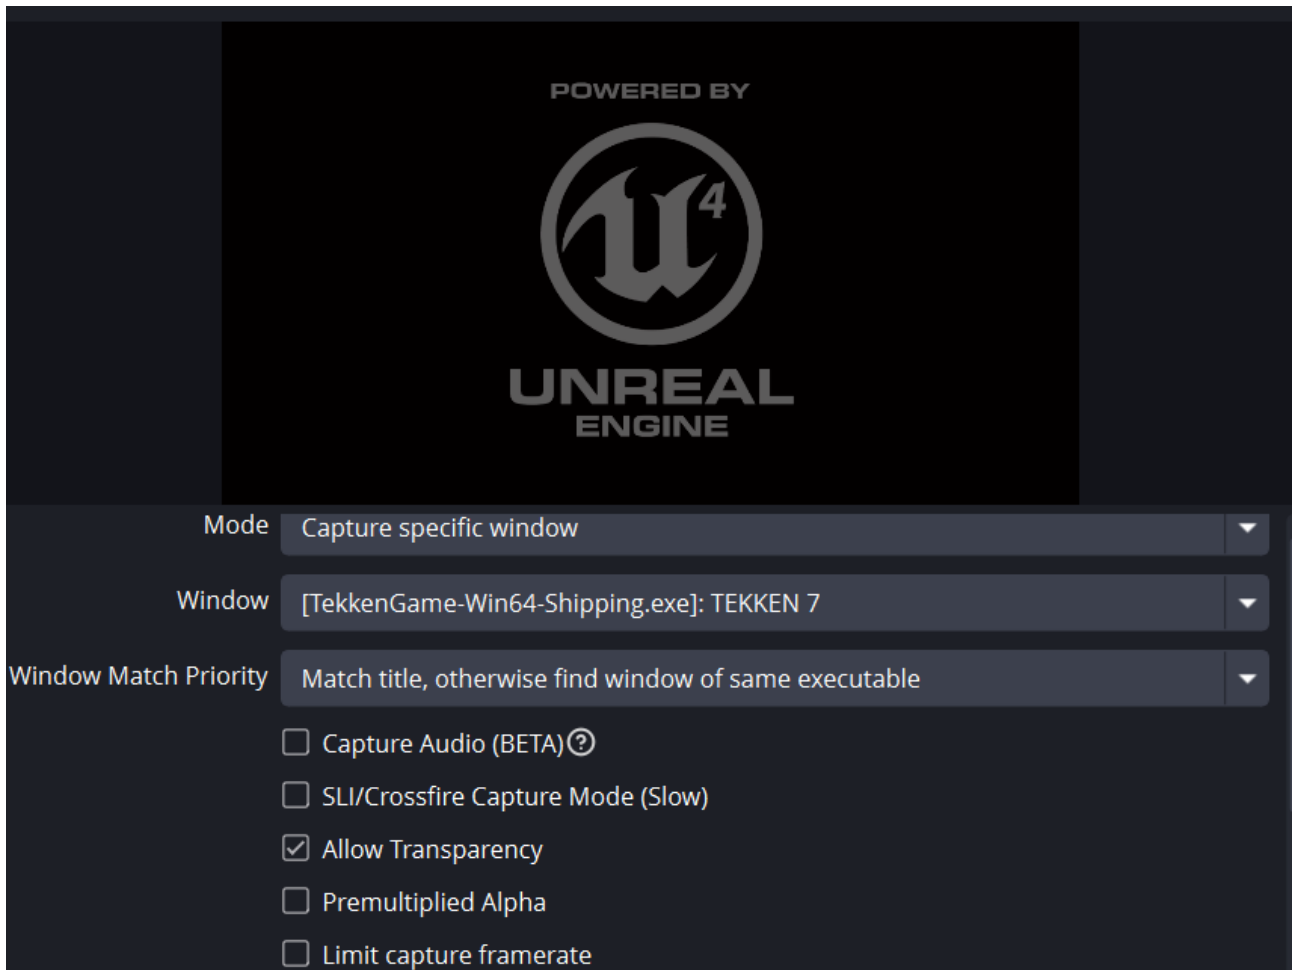 POWERED BY
4
UNREAL
ENGINE
Mode Capture specific window
Window [TekkenGame-Win64-Shipping.exe]: TEKKEN 7
Window Match Priority Match title, otherwise find window of same executable
Capture Audio (BETA) ?
SLI/Crossfire Capture Mode (Slow)
Allow Transparency
Premultiplied Alpha
Limit capture framerate